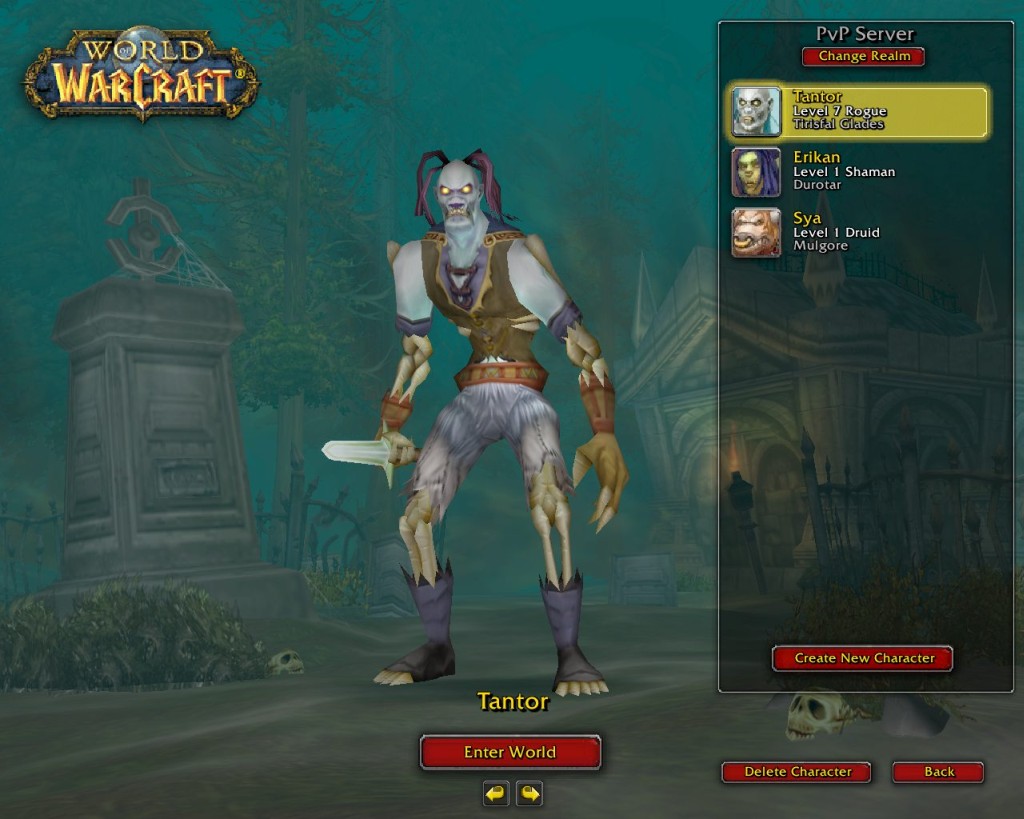 WORLD
OF
WARCRAFT®
PvP Server
Change Realm
Tantor
Level 7 Rogue
Tirisfal Glades
Erikan
Level 1 Shaman
Durotar
Sya
Level 1 Druid
Mulgore
Create New Character
Tantor
Enter World
Delete Character
Back